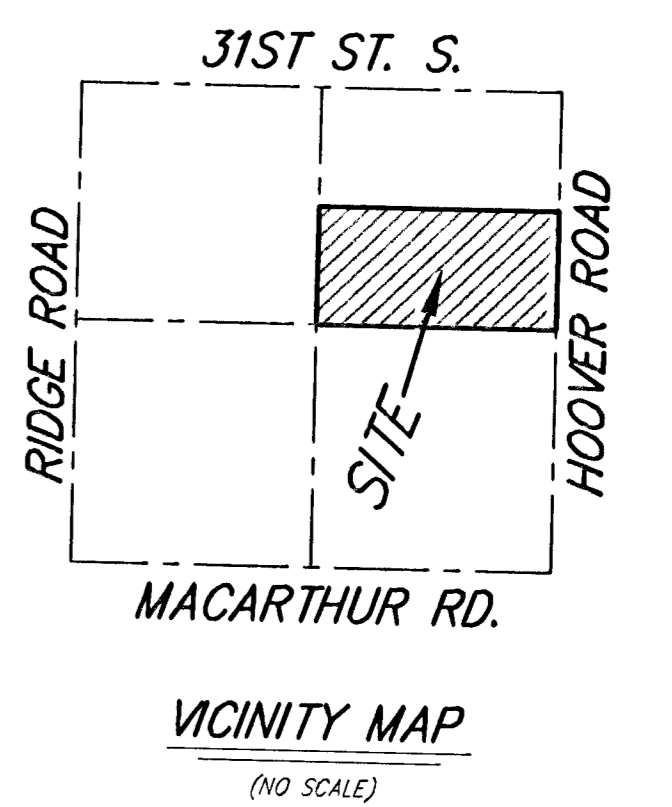 31ST ST. S.
RIDGE ROAD
HOOVER ROAD
SITE
MACARTHUR RD.
VICINITY MAP
(NO SCALE)